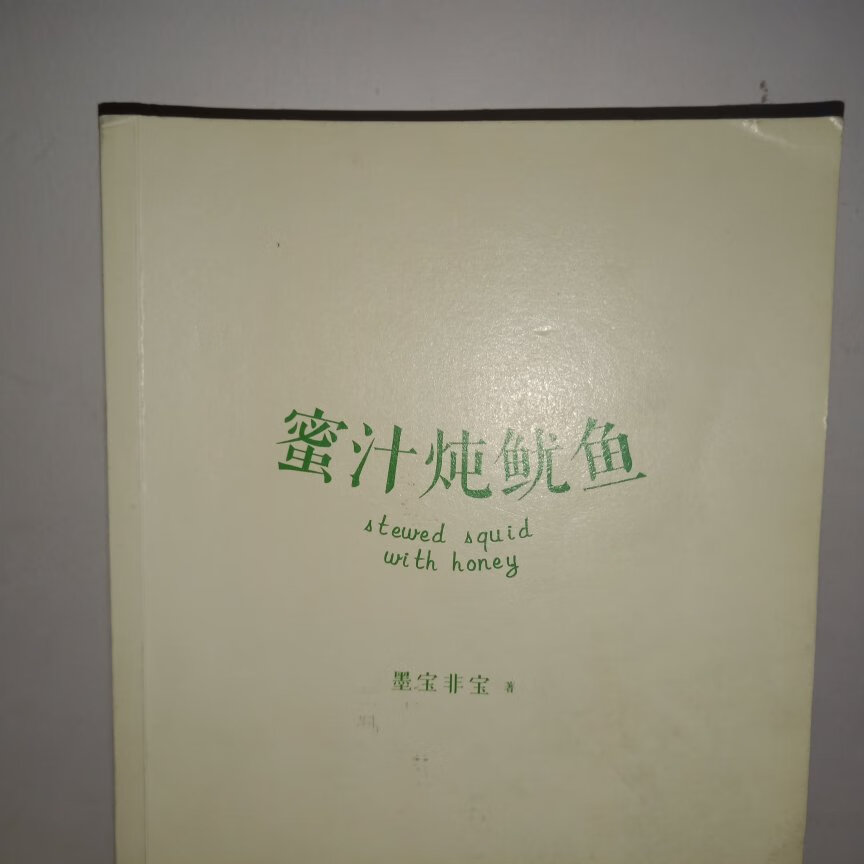 蜜汁炖鱿鱼
stewed squid
with honey
墨宝非宝 著